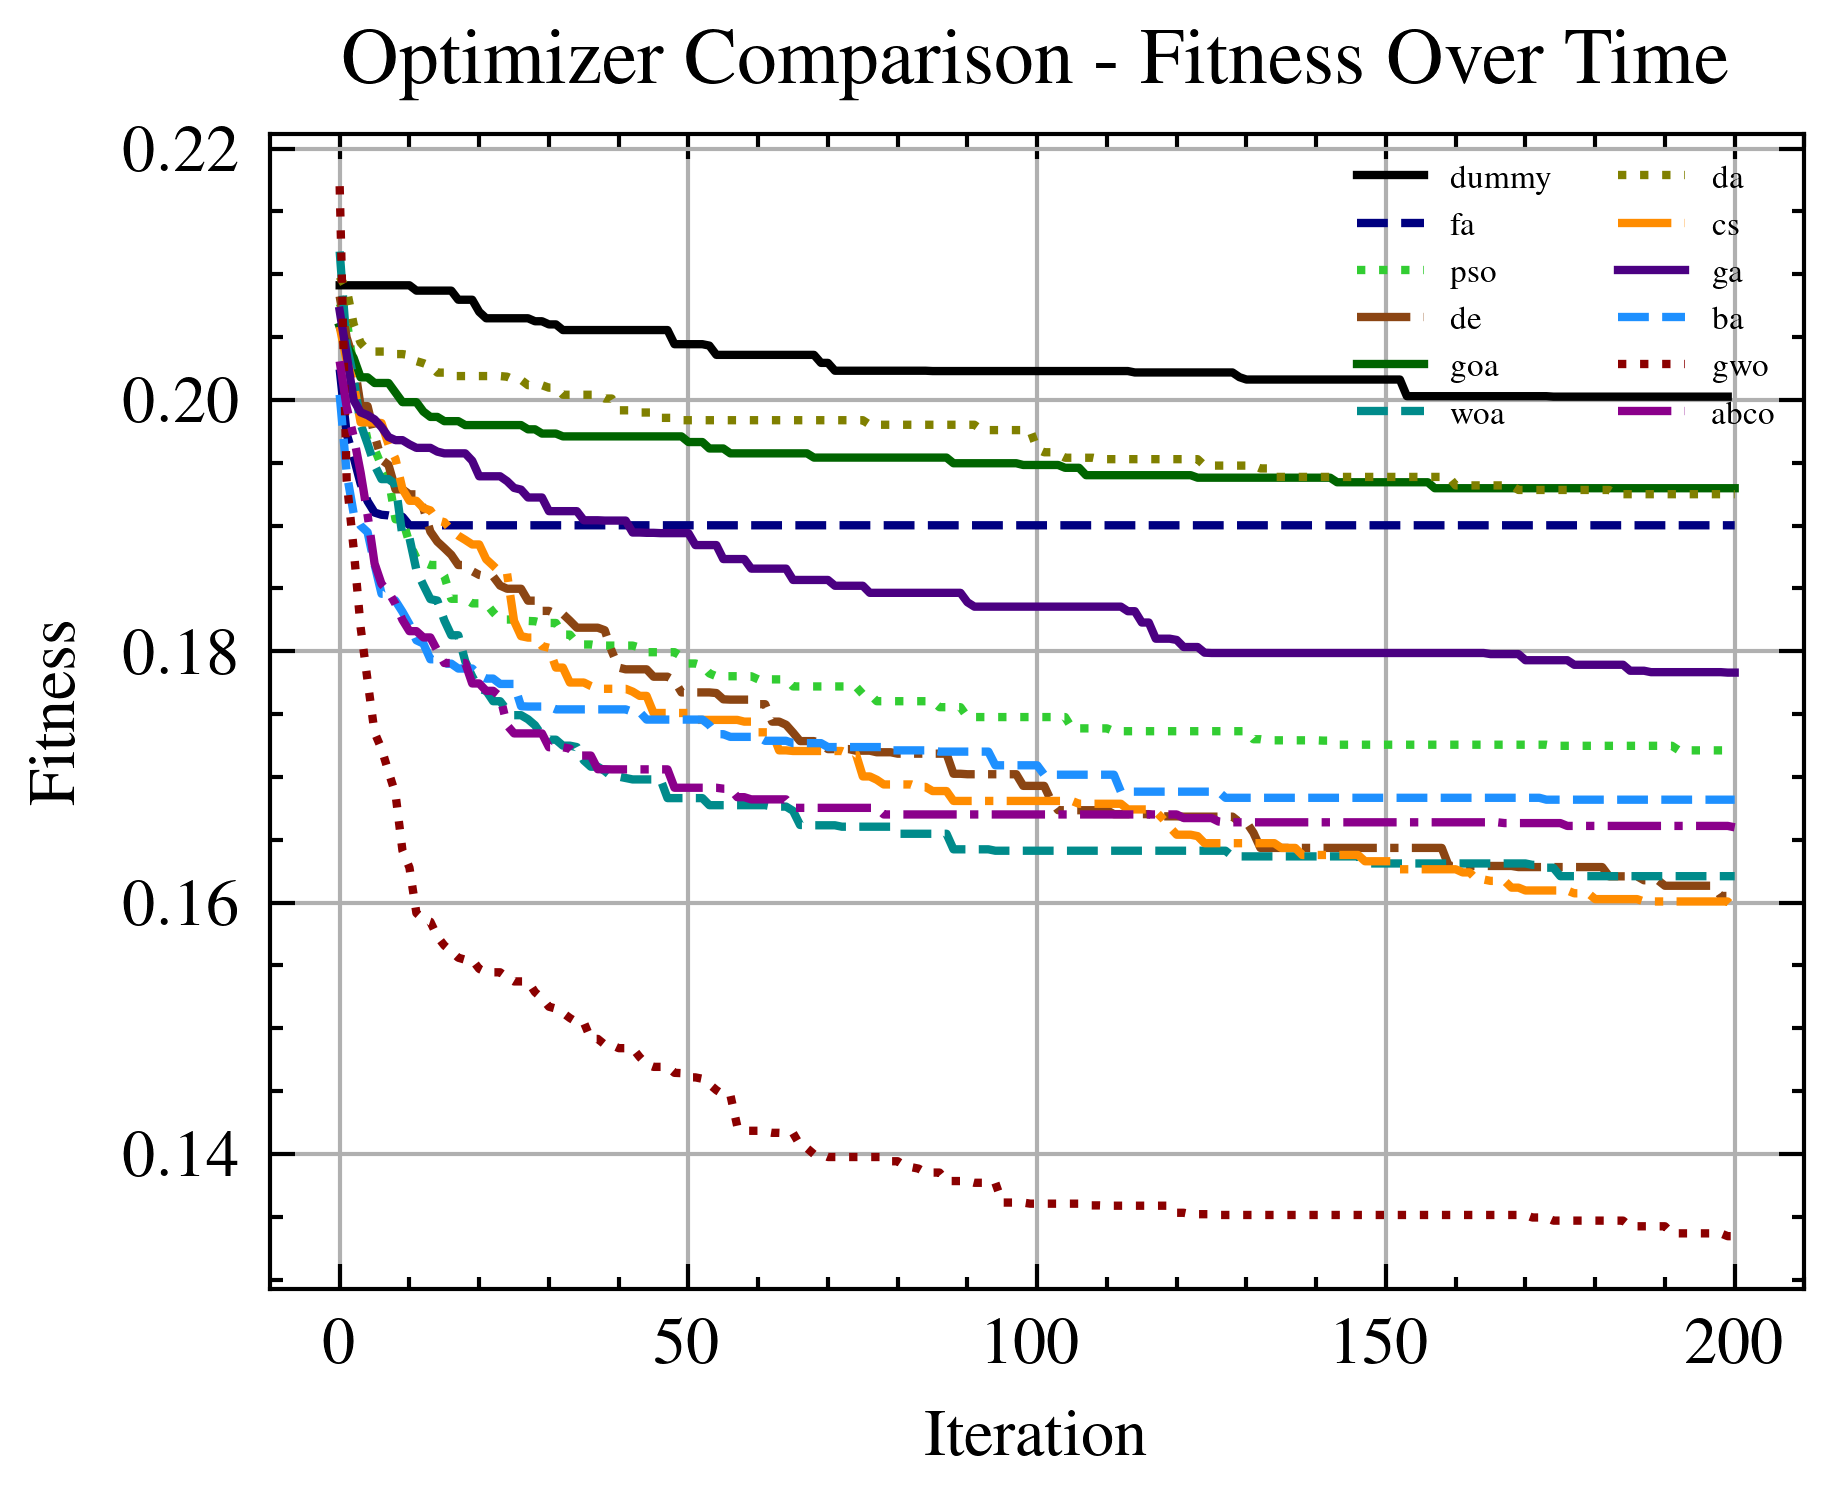 Optimizer Comparison - Fitness Over Time
0.22
0.20
0.18
0.16
0.14
Fitness
dummy
fa
pso
de
goa
woa
da
cs
ga
ba
gwo
abco
0
50
100
150
200
Iteration